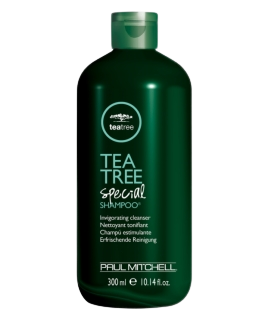 teatree
TEA
TREE
special
SHAMPOO®
Invigorating cleanser
Nettoyant tonifiant
Champú estimulante
Erfrischende Reinigung
PAUL MITCHELL
300 ml e 10.14 fl. oz.